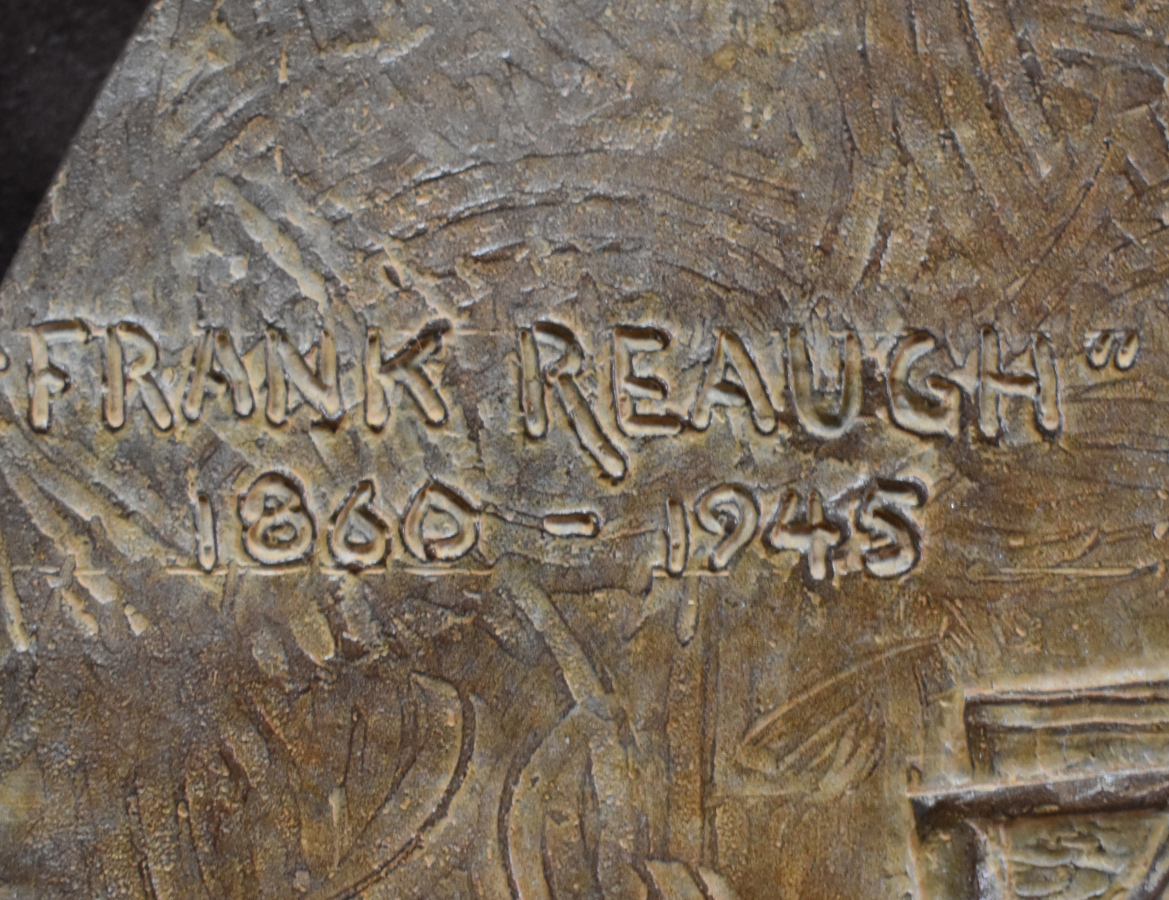 FRANK REAUGH"
1860 - 1945